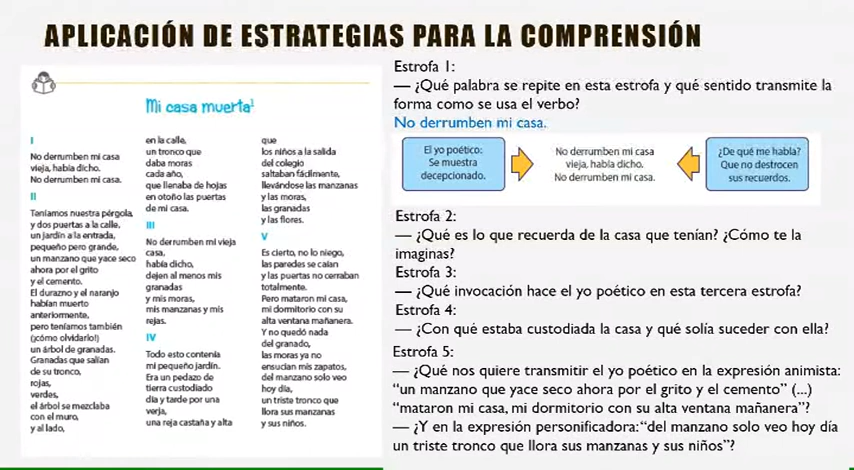 APLICACIÓN DE ESTRATEGIAS PARA LA COMPRENSIÓN
Mi casa muerta¹
I
No derrumben mi casa
vieja, había dicho.
No derrumben mi casa.
II
Teníamos nuestra pérgola
y dos puertas a la calle,
un jardín a la entrada,
pequeño pero grande,
un manzano que yace seco
ahora por el grito
y el cemento.
El durazno y el naranjo
habían muerto
anteriormente,
pero teníamos también
(¡cómo olvidarlo!)
un árbol de granadas.
Granadas que salían
de su tronco,
rojas,
verdes,
el árbol se mezclaba
con el muro,
y al lado,
en la calle,
un tronco que
daba moras
cada año,
que llenaba de hojas
en otoño las puertas
de mi casa.
III
No derrumben mi vieja
casa,
había dicho,
dejen al menos mis
granadas
y mis moras,
mis manzanas y mis
rejas.
IV
Todo esto contenía
mi pequeño jardín.
Era un pedazo de
tierra custodiado
día y tarde por una
verja,
una reja castaña y alta
que
los niños a la salida
del colegio
saltaban fácilmente,
llevándose las manzanas
y las moras,
las granadas
y las flores.
V
Es cierto, no lo niego,
las paredes se caían
y las puertas no cerraban
totalmente.
Pero mataron mi casa,
mi dormitorio con su
alta ventana mañanera.
Y no quedó nada
del granado,
las moras ya no
ensucian mis zapatos,
del manzano solo veo
hoy día,
un triste tronco que
llora sus manzanas
y sus niños.
Estrofa 1:
— ¿Qué palabra se repite en esta estrofa y qué sentido transmite la
forma como se usa el verbo?
No derrumben mi casa.
El yo poético:
Se muestra
decepcionado.
No derrumben mi casa
vieja, había dicho.
No derrumben mi casa.
¿De qué me habla?
Que no destrocen
sus recuerdos.
Estrofa 2:
— ¿Qué es lo que recuerda de la casa que tenían? ¿Cómo te la
imaginas?
Estrofa 3:
— ¿Qué invocación hace el yo poético en esta tercera estrofa?
Estrofa 4:
— ¿Con qué estaba custodiada la casa y qué solía suceder con ella?
Estrofa 5:
— ¿Qué nos quiere transmitir el yo poético en la expresión animista:
“un manzano que yace seco ahora por el grito y el cemento” (...)
“mataron mi casa, mi dormitorio con su alta ventana mañanera”?
— ¿Y en la expresión personificadora: “del manzano solo veo hoy día
un triste tronco que llora sus manzanas y sus niños”?